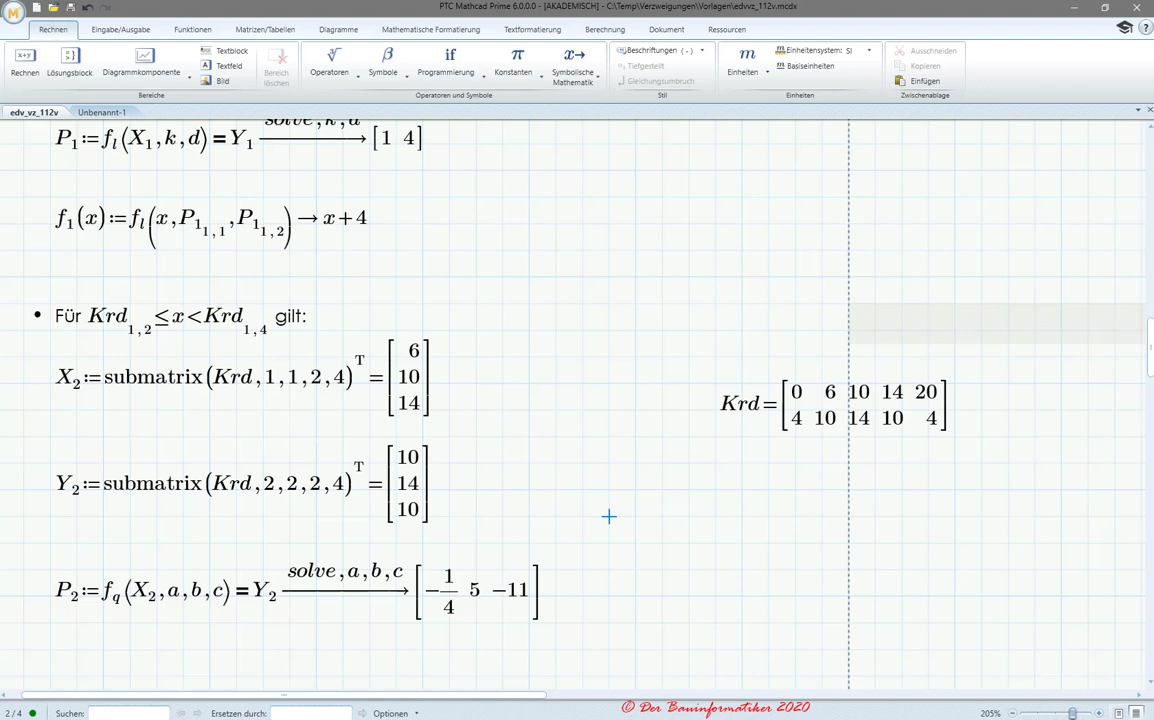 PTC Mathcad Prime 6.0.0.0 - [AKADEMISCH] - C:\Temp\Verzweigungen\Vorlagen\edvvz_112v.mcdx
Rechnen Eingabe/Ausgabe Funktionen Matrizen/Tabellen Diagramme Mathematische Formatierung Textformatierung Berechnung Dokument Ressourcen
Rechnen Lösungsblock Diagrammkomponente Textblock Textfeld Bild Bereich löschen Operatoren Symbole Programmierung Konstanten Symbolische Mathematik Beschriftungen ( - ) Tiefgestellt Gleichungsumbruch Einheiten Einheitensystem: SI Basiseinheiten Ausschneiden Kopieren Einfügen
Bereiche Operatoren und Symbole Stil Einheiten Zwischenablage
edv_vz_112v Unbenannt-1
solve,k,d
P₁:=f_l(X₁,k,d)=Y₁ → [1 4]
f₁(x):=f_l(x,P₁_1,1,P₁_1,2)→x+4
• Für Krd_1,2≤x<Krd_1,4 gilt:
X₂:=submatrix(Krd,1,1,2,4)^T=[6 10 14]
Krd=[0 6 10 14 20
4 10 14 10 4]
Y₂:=submatrix(Krd,2,2,2,4)^T=[10 14 10]
solve,a,b,c
P₂:=f_q(X₂,a,b,c)=Y₂ → [-1/4 5 -11]
2 / 4 Suchen: Ersetzen durch: Optionen © Der Bauinformatiker 2020 205%